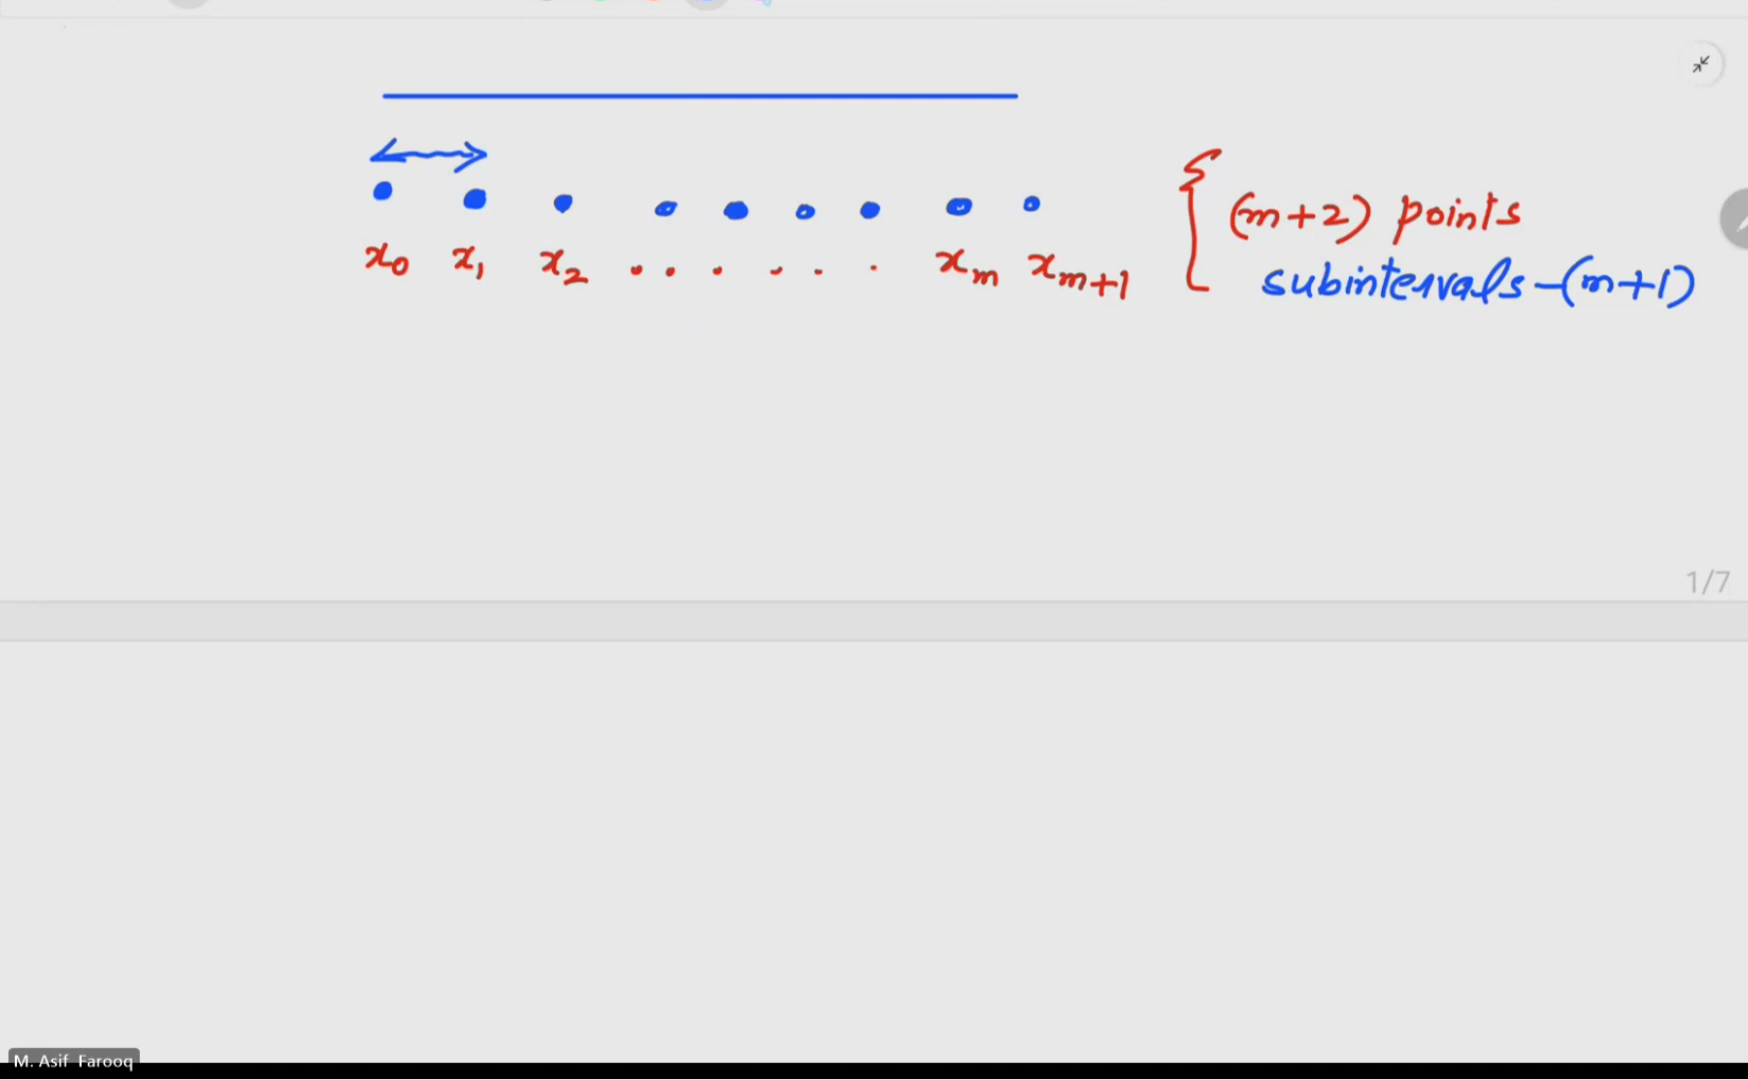 x₀ x₁ x₂ . . . . . . xₘ xₘ₊₁
(m+2) points
subintervals-(m+1)
1/7
M. Asif Farooq